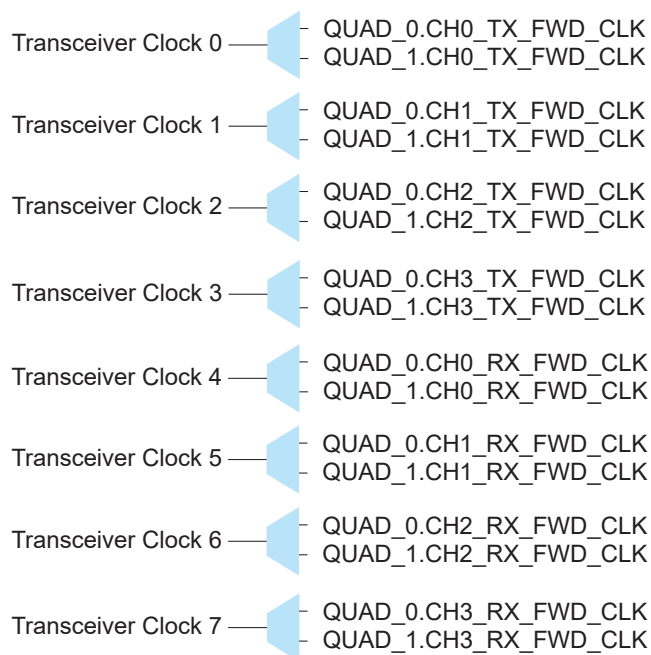 QUAD_0.CH0_TX_FWD_CLK
Transceiver Clock 0
QUAD_1.CH0_TX_FWD_CLK
QUAD_0.CH1_TX_FWD_CLK
Transceiver Clock 1
QUAD_1.CH1_TX_FWD_CLK
QUAD_0.CH2_TX_FWD_CLK
Transceiver Clock 2
QUAD_1.CH2_TX_FWD_CLK
QUAD_0.CH3_TX_FWD_CLK
Transceiver Clock 3
QUAD_1.CH3_TX_FWD_CLK
QUAD_0.CH0_RX_FWD_CLK
Transceiver Clock 4
QUAD_1.CH0_RX_FWD_CLK
QUAD_0.CH1_RX_FWD_CLK
Transceiver Clock 5
QUAD_1.CH1_RX_FWD_CLK
QUAD_0.CH2_RX_FWD_CLK
Transceiver Clock 6
QUAD_1.CH2_RX_FWD_CLK
QUAD_0.CH3_RX_FWD_CLK
Transceiver Clock 7
QUAD_1.CH3_RX_FWD_CLK